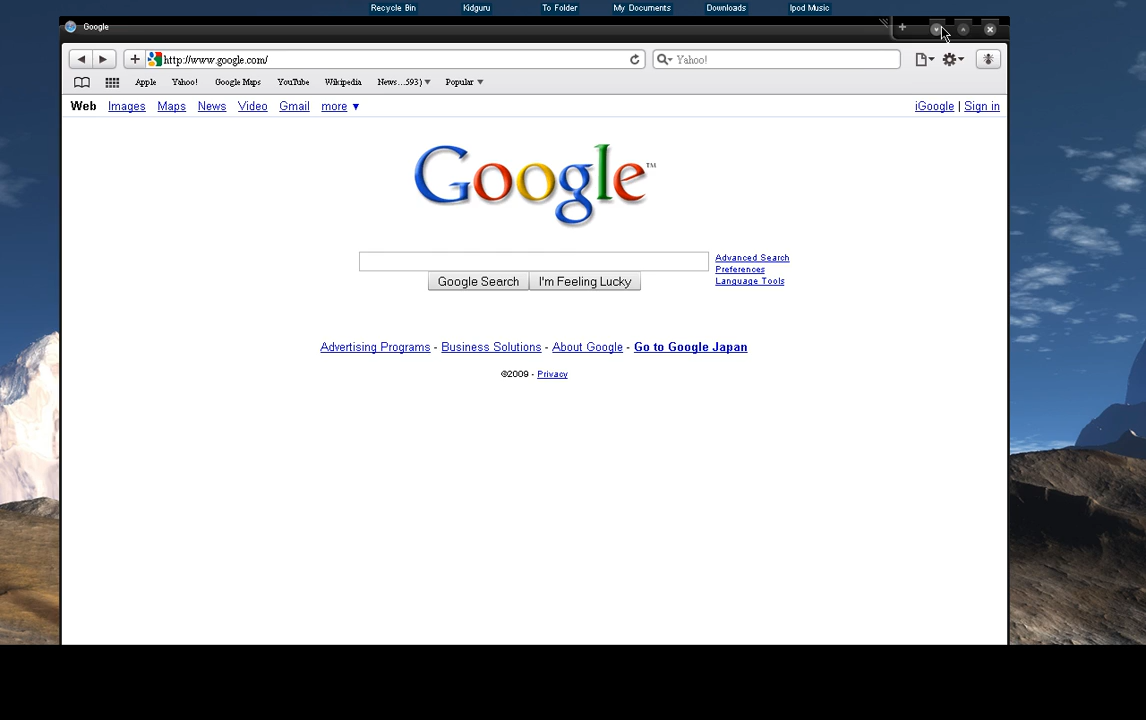 Recycle Bin Kidguru To Folder My Documents Downloads Ipod Music
Google
http://www.google.com/ Yahoo!
Apple Yahoo! Google Maps YouTube Wikipedia News...593) Popular
Web Images Maps News Video Gmail more iGoogle | Sign in
Google™
Advanced Search
Preferences
Language Tools
Google Search I'm Feeling Lucky
Advertising Programs - Business Solutions - About Google - Go to Google Japan
©2009 - Privacy